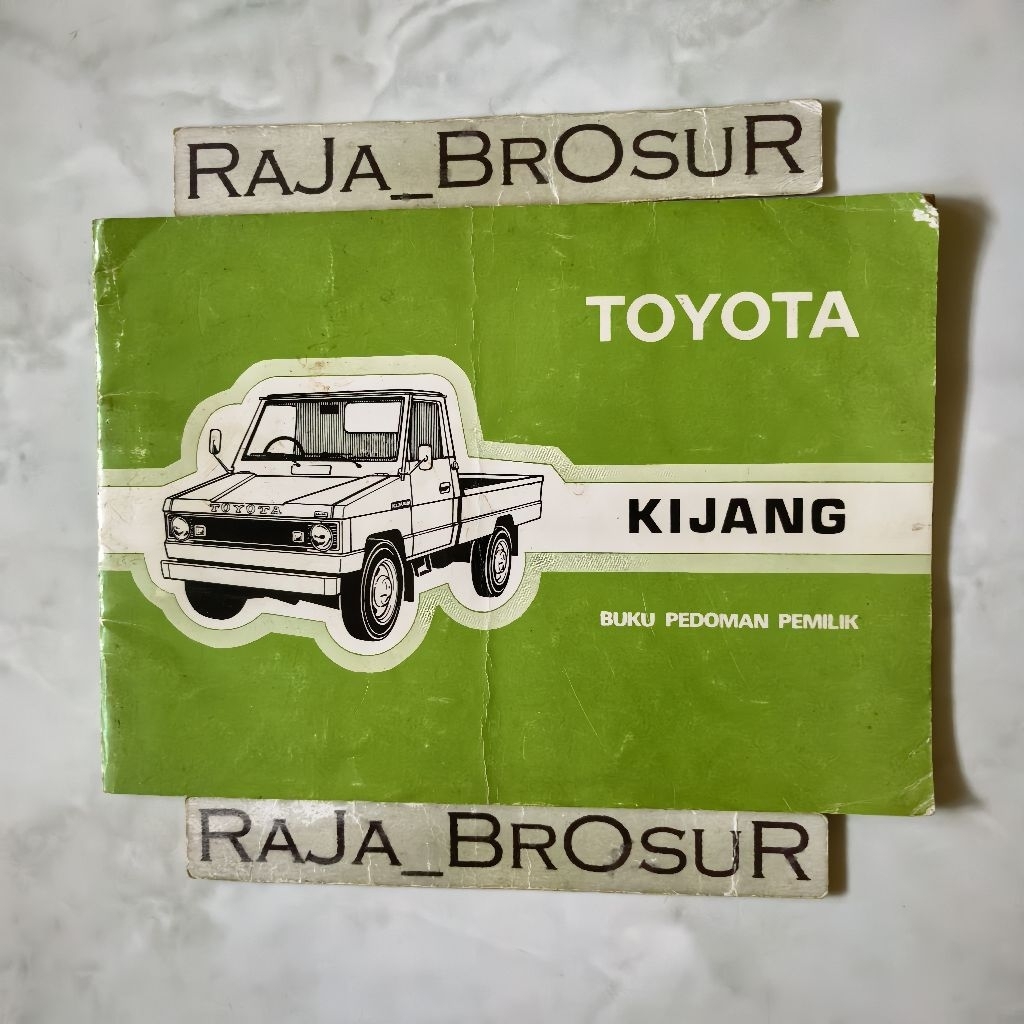 RAJA_BROSUR
TOYOTA
TOYOTA
KIJANG
BUKU PEDOMAN PEMILIK
RAJA_BROSUR